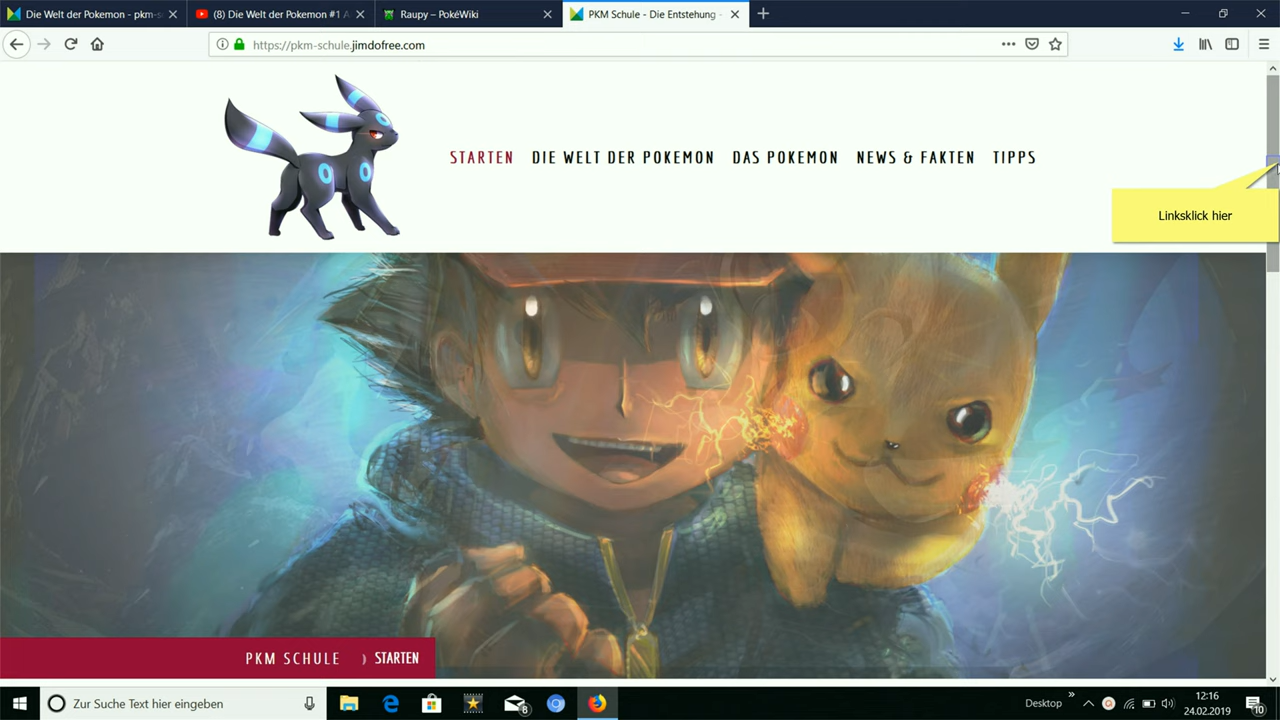 Die Welt der Pokemon - pkm-s
(8) Die Welt der Pokemon #1 A
Raupy – PokéWiki
PKM Schule - Die Entstehung -
https://pkm-schule.jimdofree.com
STARTEN DIE WELT DER POKEMON DAS POKEMON NEWS & FAKTEN TIPPS
Linksklick hier
PKM SCHULE ) STARTEN
Zur Suche Text hier eingeben
8
Desktop
12:16
24.02.2019
10